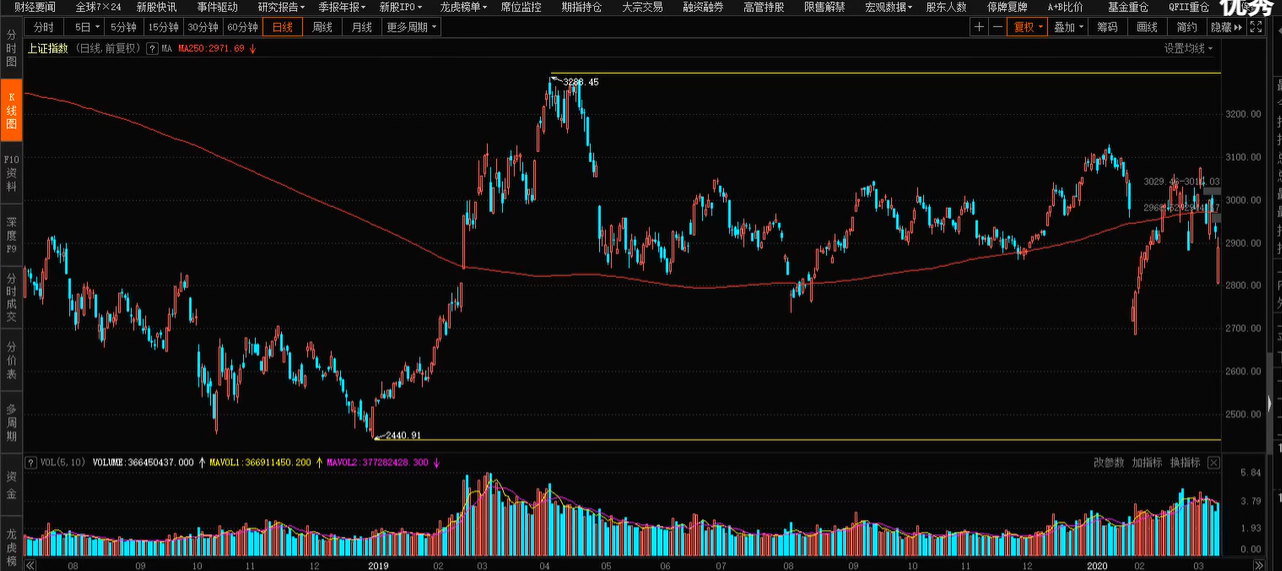 财经要闻 全球7×24 新股快讯 事件驱动 研究报告 季报年报 新股IPO 龙虎榜单 席位监控 期指持仓 大宗交易 融资融券 高管持股 限售解禁 宏观数据 股东人数 停牌复牌 A+B比价 基金重仓 QFII重仓
优秀
分时 5日 5分钟 15分钟 30分钟 60分钟 日线 周线 月线 更多周期 + − 复权 叠加 筹码 画线 简约 隐藏
上证指数 (日线,前复权) ? MA MA250:2971.69 ↓ 设置均线
分时图
K线图
F10资料
深度F9
分时成交
分价表
多周期
资金
龙虎榜
3288.45
3200.00
3100.00
3000.00
2900.00
2800.00
2700.00
2600.00
2500.00
2440.91
? VOL(5,10) VOLUME:366450437.000 ↑ MAVOL1:366911450.200 ↑ MAVOL2:377282428.300 ↓ 改参数 加指标 换指标
5.84
3.79
1.93
0.00
08 09 10 11 12 2019 02 03 04 05 06 07 08 09 10 11 12 2020 02 03